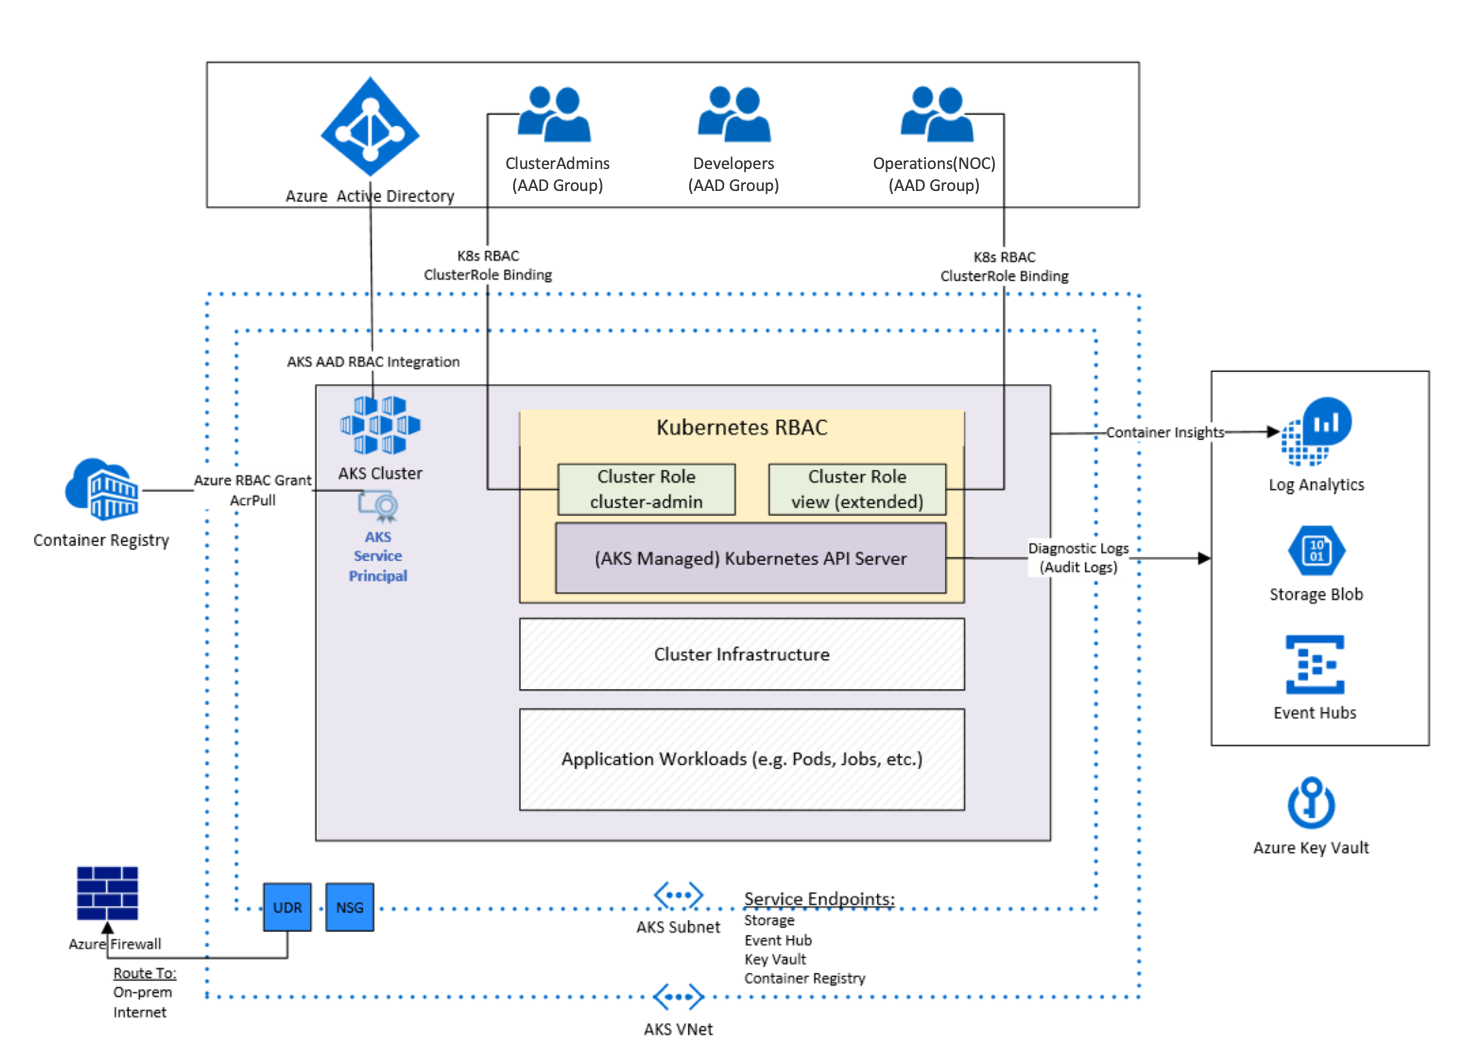 ClusterAdmins
(AAD Group)
Developers
(AAD Group)
Operations(NOC)
(AAD Group)
Azure  Active Directory
K8s RBAC
ClusterRole Binding
K8s RBAC
ClusterRole Binding
AKS AAD RBAC Integration
Kubernetes RBAC
AKS Cluster
Cluster Role
cluster-admin
Cluster Role
view (extended)
Azure RBAC Grant
AcrPull
Container Registry
AKS
Service
Principal
(AKS Managed) Kubernetes API Server
Container Insights
Diagnostic Logs
(Audit Logs)
Log Analytics
10
01
Storage Blob
Event Hubs
Cluster Infrastructure
Application Workloads (e.g. Pods, Jobs, etc.)
Azure Key Vault
UDR
NSG
Azure Firewall
Route To:
On-prem
Internet
AKS Subnet
Service Endpoints:
Storage
Event Hub
Key Vault
Container Registry
AKS VNet